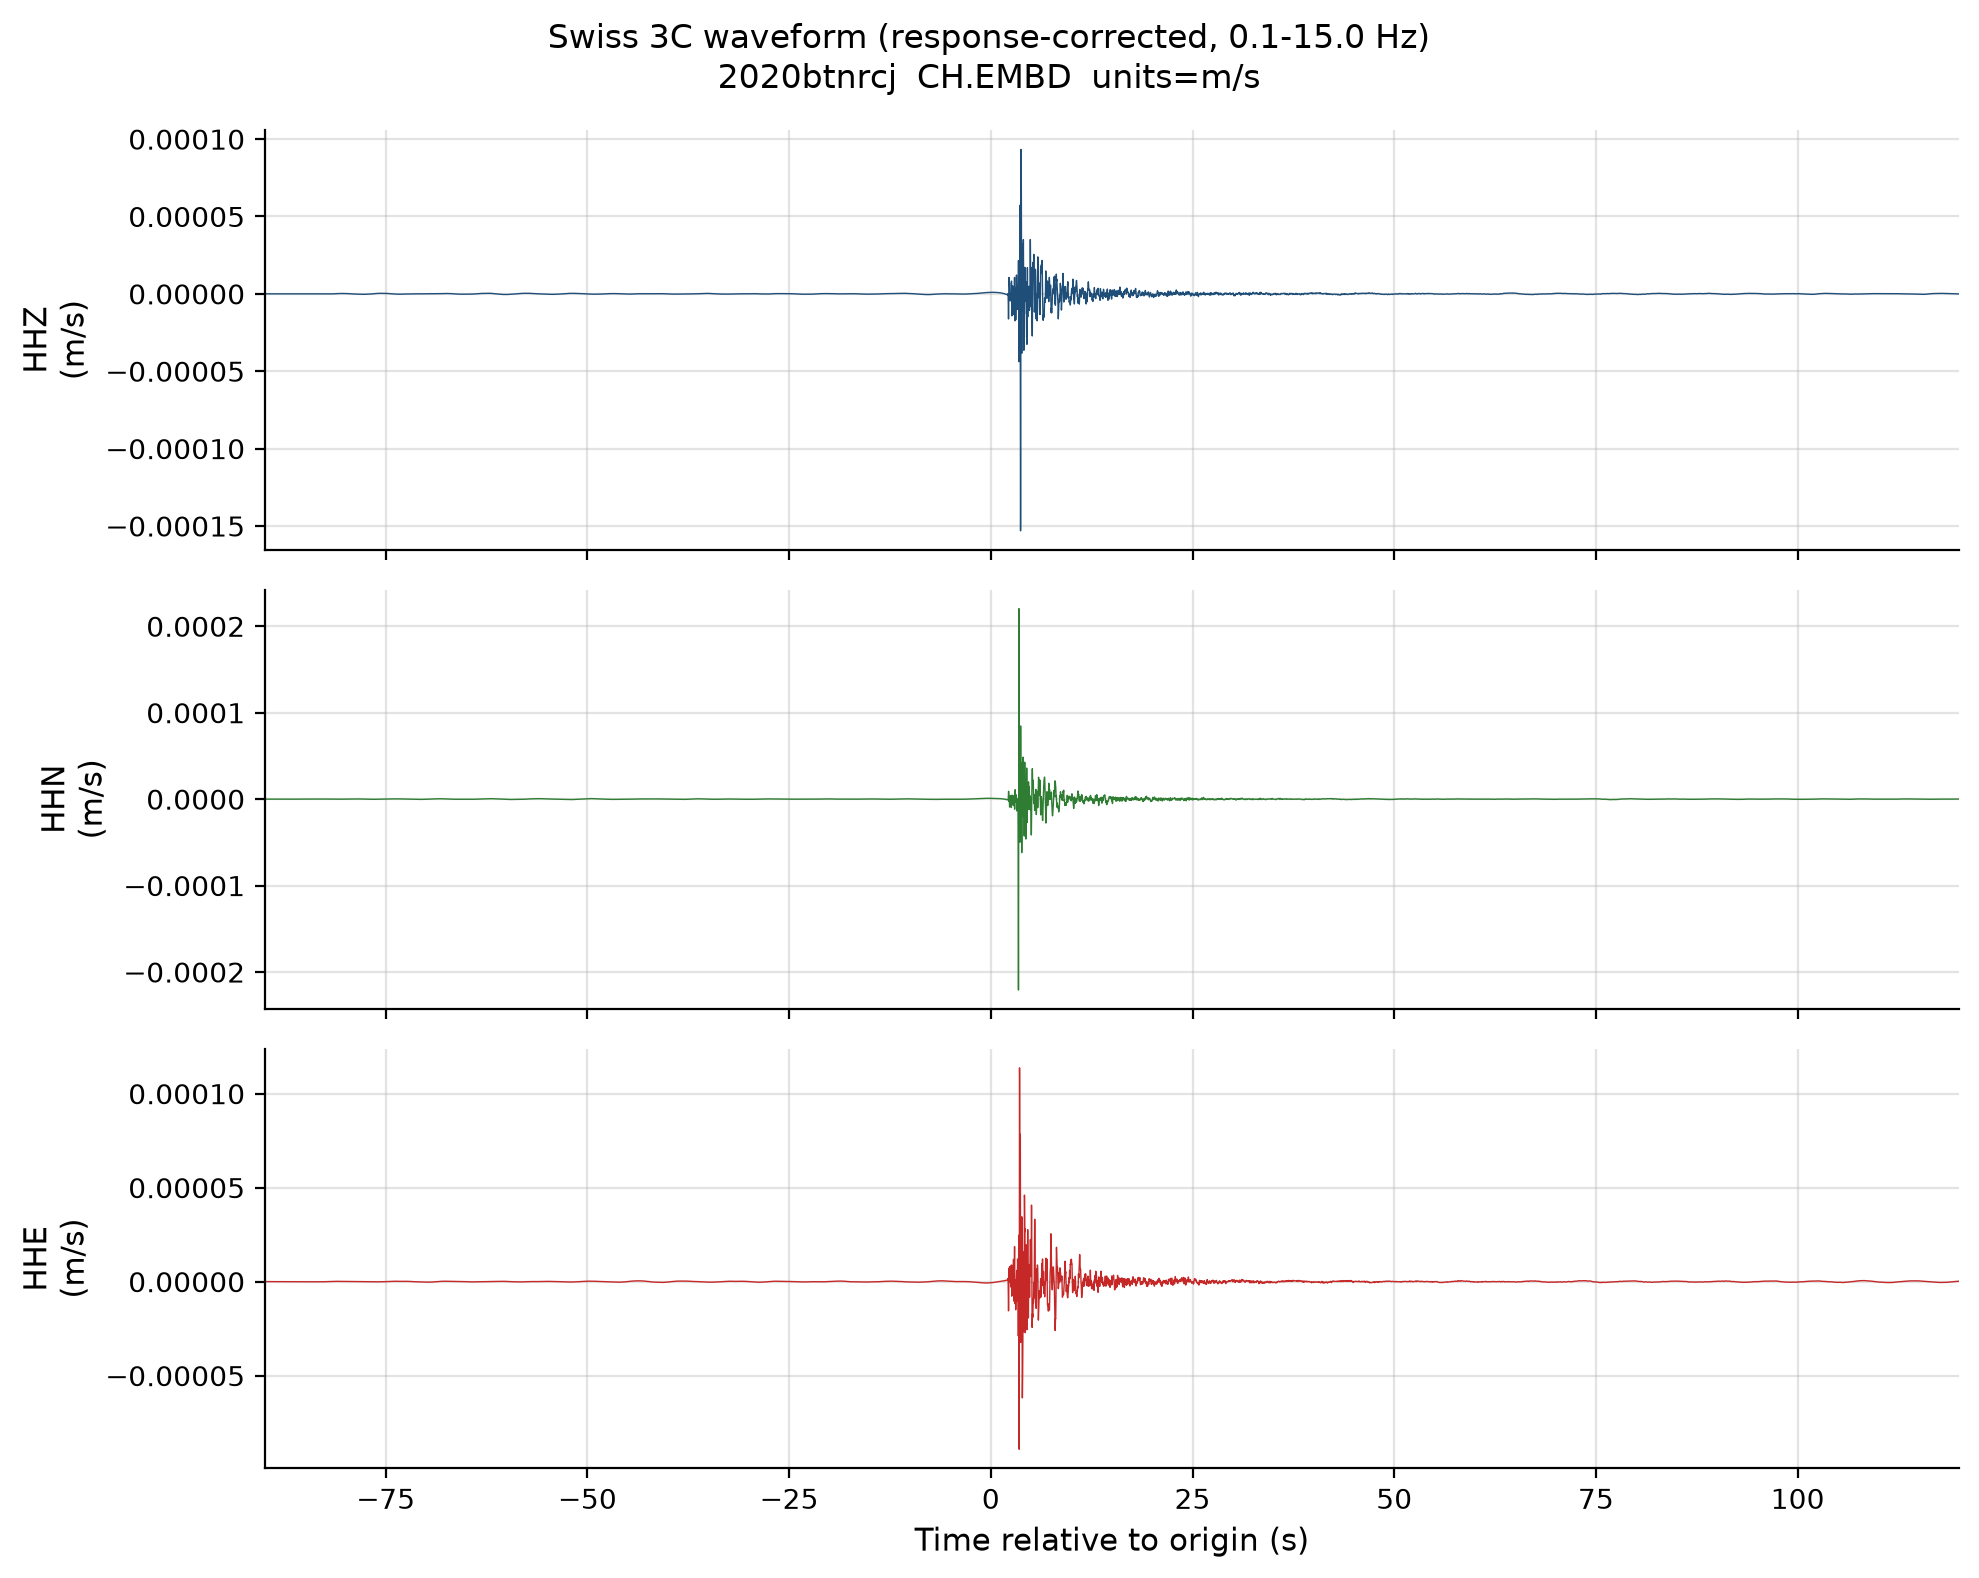 Swiss 3C waveform (response-corrected, 0.1-15.0 Hz)
2020btnrcj  CH.EMBD  units=m/s
0.00010
0.00005
0.00000
−0.00005
−0.00010
−0.00015
HHZ
(m/s)
0.0002
0.0001
0.0000
−0.0001
−0.0002
HHN
(m/s)
0.00010
0.00005
0.00000
−0.00005
HHE
(m/s)
−75 −50 −25 0 25 50 75 100
Time relative to origin (s)